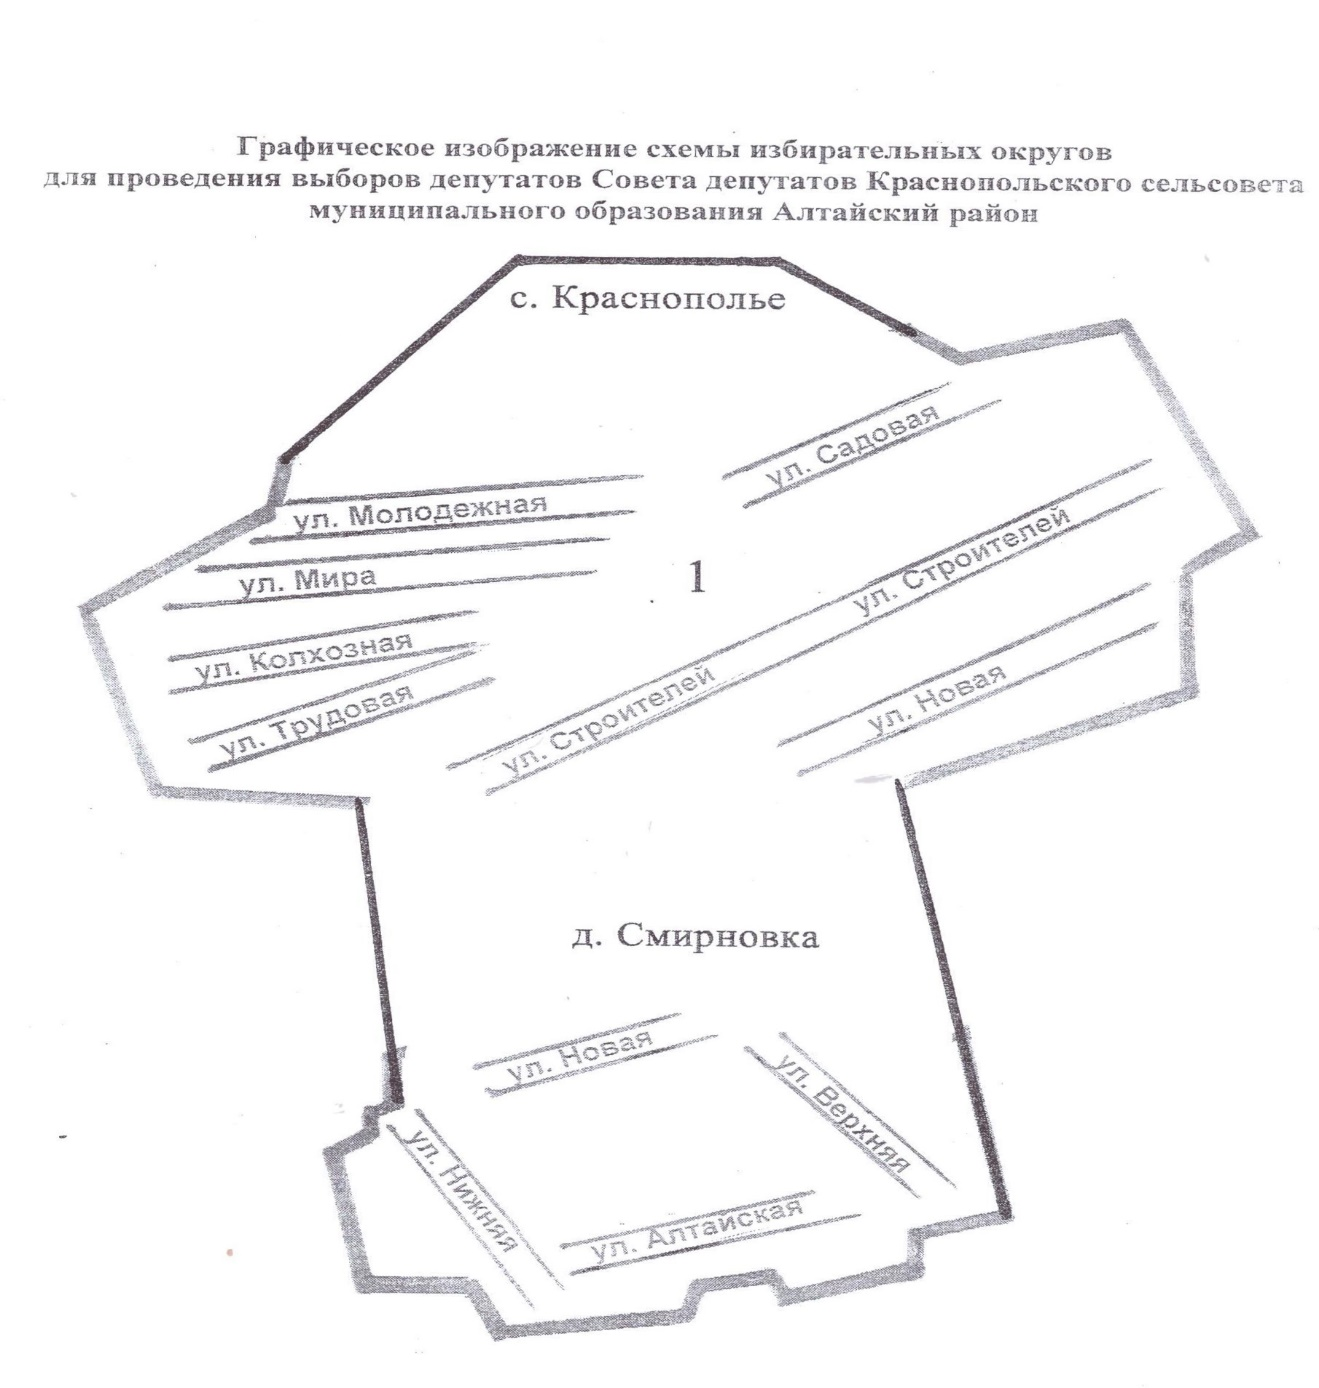 Графическое изображение схемы избирательных округов
для проведения выборов депутатов Совета депутатов Краснопольского сельсовета
муниципального образования Алтайский район
с. Краснополье
ул. Садовая
ул. Молодежная
ул. Строителей
ул. Мира
1
ул. Колхозная
ул. Трудовая
ул. Строителей
ул. Новая
д. Смирновка
ул. Новая
ул. Верхняя
ул. Нижняя
ул. Алтайская